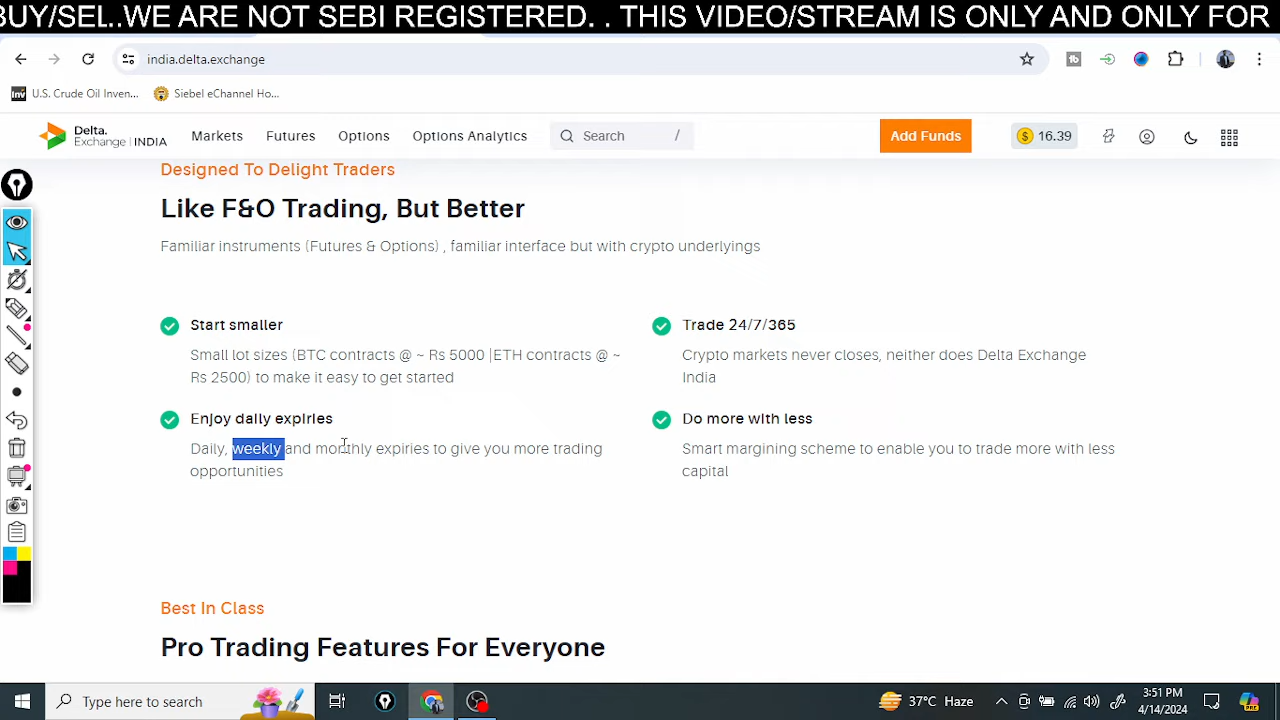 BUY/SEL..WE ARE NOT SEBI REGISTERED. . THIS VIDEO/STREAM IS ONLY AND ONLY FOR
india.delta.exchange
U.S. Crude Oil Inven...
Siebel eChannel Ho...
Delta.
Exchange INDIA
Markets
Futures
Options
Options Analytics
Search
/
Add Funds
16.39
Designed To Delight Traders
Like F&O Trading, But Better
Familiar instruments (Futures & Options) , familiar interface but with crypto underlyings
Start smaller
Small lot sizes (BTC contracts @ ~ Rs 5000 |ETH contracts @ ~
Rs 2500) to make it easy to get started
Trade 24/7/365
Crypto markets never closes, neither does Delta Exchange
India
Enjoy daily expiries
Daily, weekly and monthly expiries to give you more trading
opportunities
Do more with less
Smart margining scheme to enable you to trade more with less
capital
Best In Class
Pro Trading Features For Everyone
Type here to search
37°C Haze
3:51 PM
4/14/2024